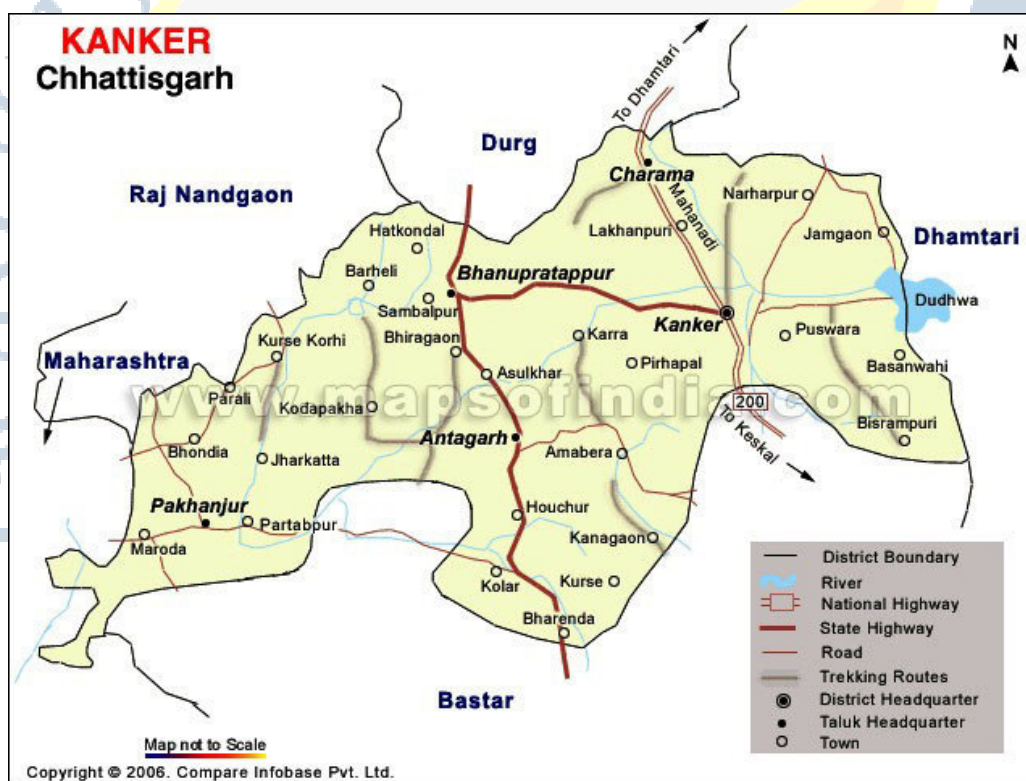 KANKER
Chhattisgarh
N
To Dhamtari
Durg
Raj Nandgaon
Charama
Mahanadi
Narharpur
Lakhanpuri
Jamgaon
Dhamtari
Hatkondal
Barheli
Bhanupratappur
Sambalpur
Dudhwa
Kanker
Bhiragaon
Karra
Puswara
Kurse Korhi
Maharashtra
Pirhapal
Basanwahi
Asulkhar
Parali
www.mapsofindia.com
Kodapakha
200
To Keskal
Bisrampuri
Antagarh
Bhondia
Jharkatta
Amabera
Pakhanjur
Partabpur
Houchur
Kanagaon
Maroda
Kolar
Kurse
Bharenda
Bastar
District Boundary
River
National Highway
State Highway
Road
Trekking Routes
District Headquarter
Taluk Headquarter
Town
Map not to Scale
Copyright © 2006. Compare Infobase Pvt. Ltd.